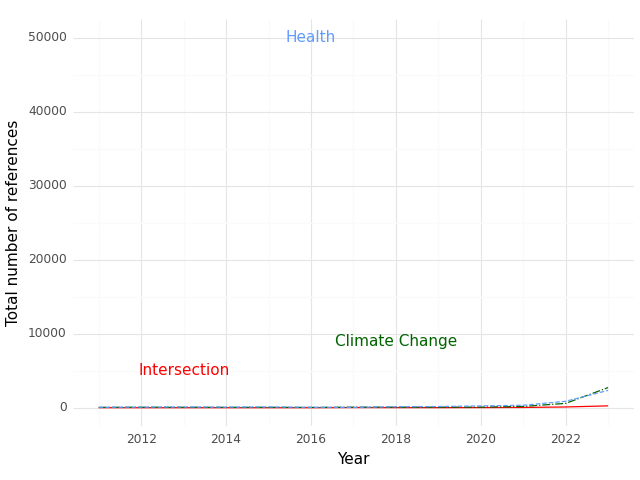 50000
40000
30000
20000
10000
0
Total number of references
Health
Climate Change
Intersection
2012
2014
2016
2018
2020
2022
Year